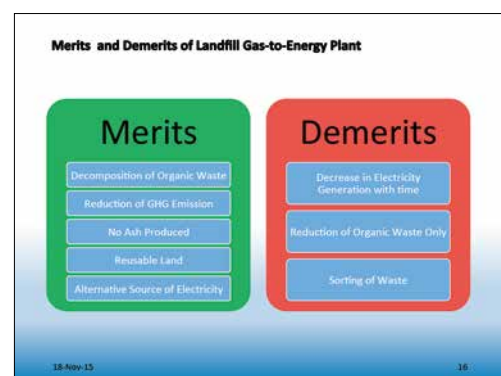 Merits and Demerits of Landfill Gas-to-Energy Plant
Merits
Decomposition of Organic Waste
Reduction of GHG Emission
No Ash Produced
Reusable Land
Alternative Source of Electricity
Demerits
Decrease in Electricity
Generation with time
Reduction of Organic Waste Only
Sorting of Waste
18-Nov-15
16